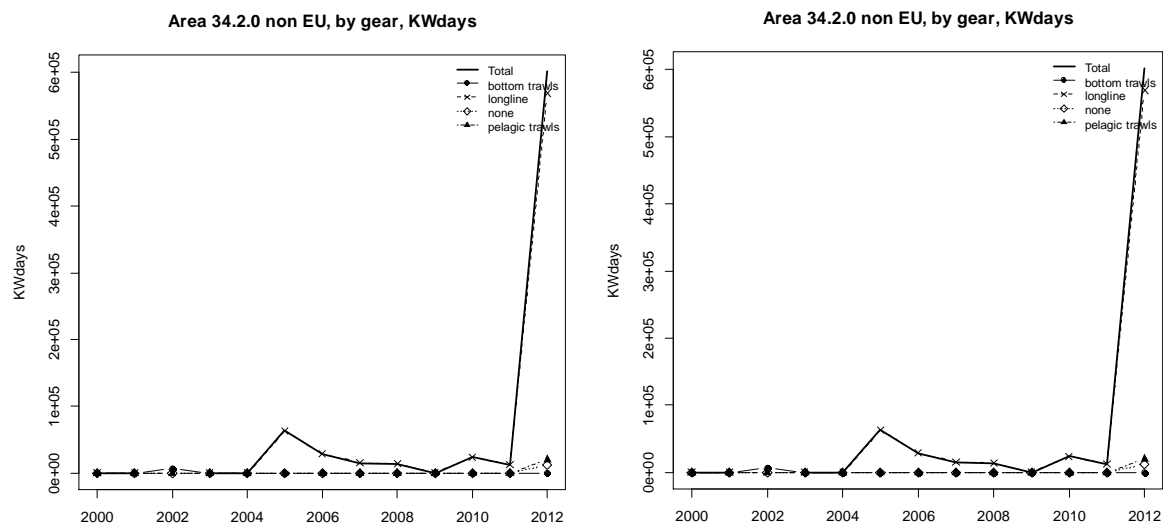 Area 34.2.0 non EU, by gear, KWdays
KWdays
6e+05
5e+05
4e+05
3e+05
2e+05
1e+05
0e+00
Total
bottom trawls
longline
none
pelagic trawls
2000 2002 2004 2006 2008 2010 2012
Area 34.2.0 non EU, by gear, KWdays
KWdays
6e+05
5e+05
4e+05
3e+05
2e+05
1e+05
0e+00
Total
bottom trawls
longline
none
pelagic trawls
2000 2002 2004 2006 2008 2010 2012